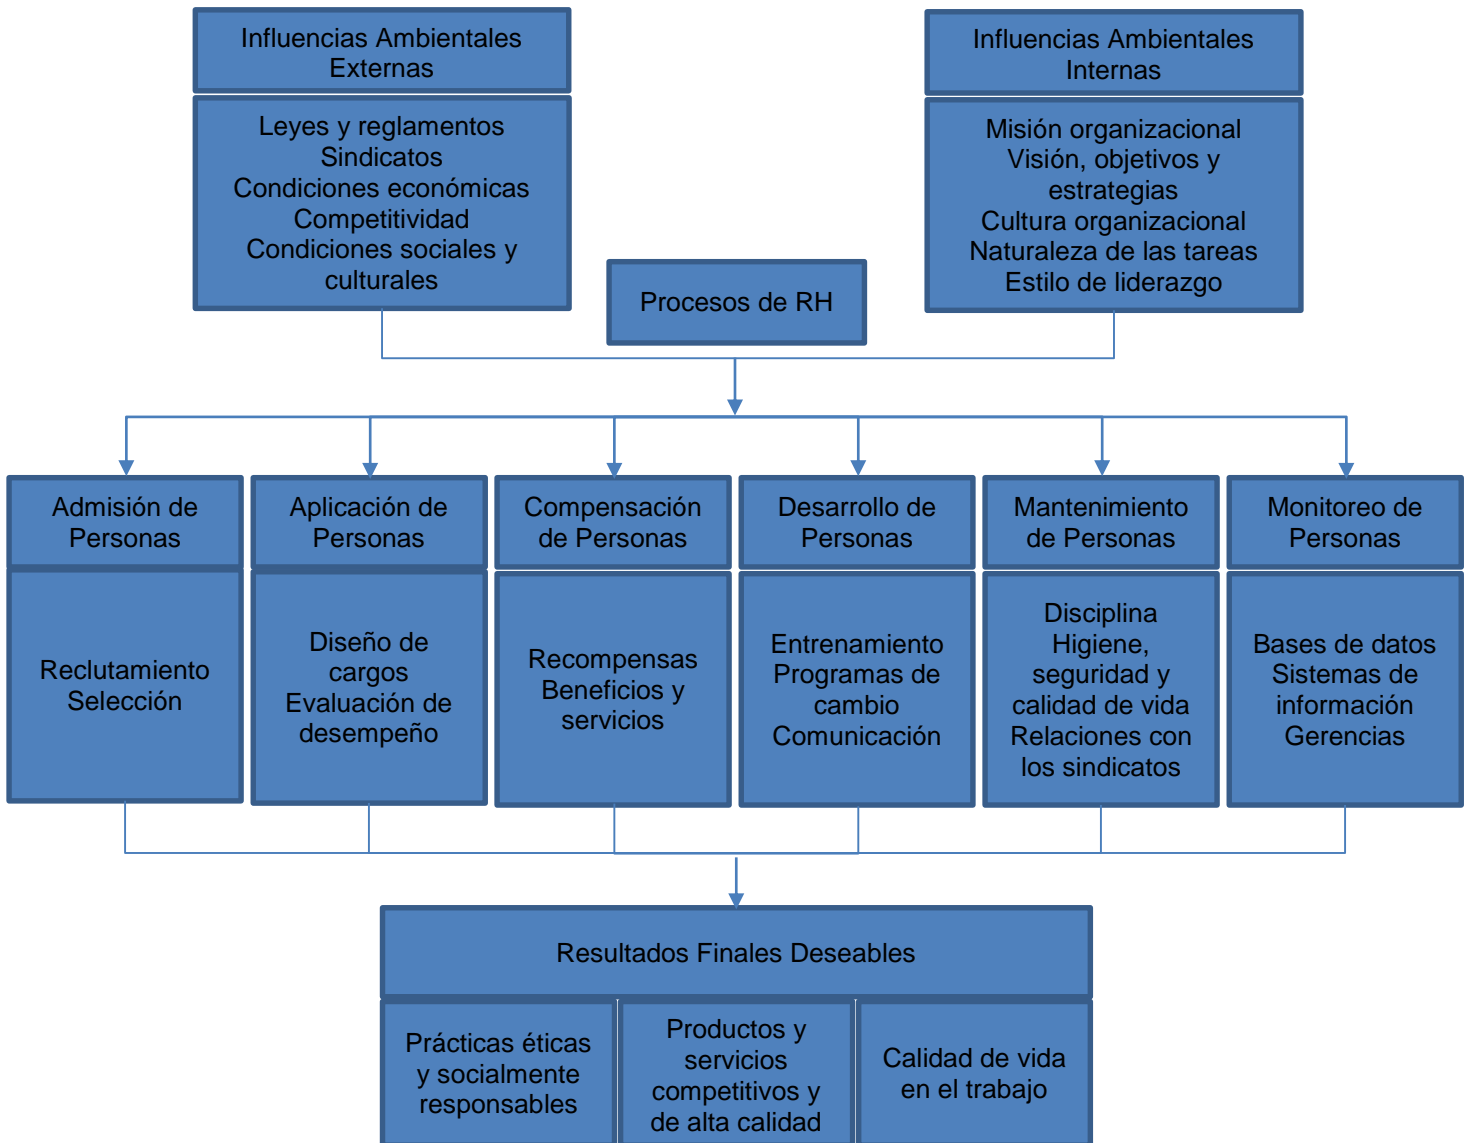 Influencias Ambientales
Externas
Leyes y reglamentos
Sindicatos
Condiciones económicas
Competitividad
Condiciones sociales y
culturales
Influencias Ambientales
Internas
Misión organizacional
Visión, objetivos y
estrategias
Cultura organizacional
Naturaleza de las tareas
Estilo de liderazgo
Procesos de RH
Admisión de
Personas
Reclutamiento
Selección
Aplicación de
Personas
Diseño de
cargos
Evaluación de
desempeño
Compensación
de Personas
Recompensas
Beneficios y
servicios
Desarrollo de
Personas
Entrenamiento
Programas de
cambio
Comunicación
Mantenimiento
de Personas
Disciplina
Higiene,
seguridad y
calidad de vida
Relaciones con
los sindicatos
Monitoreo de
Personas
Bases de datos
Sistemas de
información
Gerencias
Resultados Finales Deseables
Prácticas éticas
y socialmente
responsables
Productos y
servicios
competitivos y
de alta calidad
Calidad de vida
en el trabajo